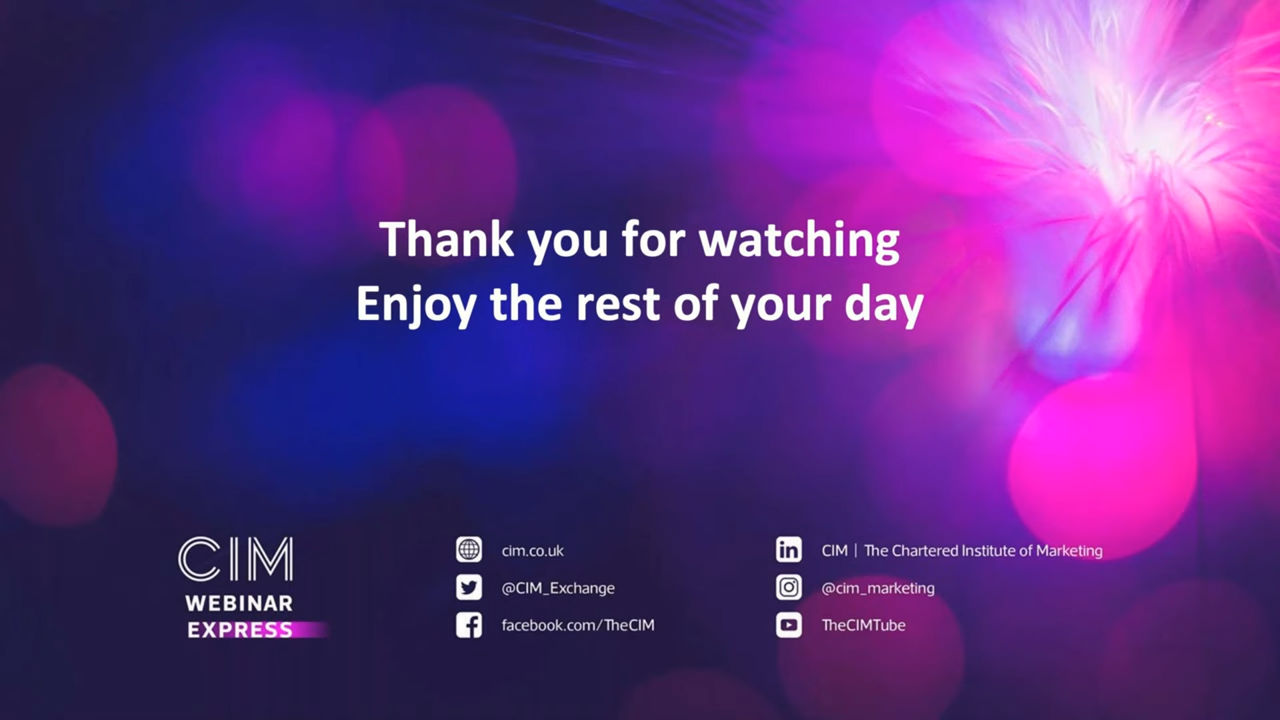 Thank you for watching
Enjoy the rest of your day
CIM
WEBINAR
EXPRESS
cim.co.uk
@CIM_Exchange
facebook.com/TheCIM
CIM | The Chartered Institute of Marketing
@cim_marketing
TheCIMTube